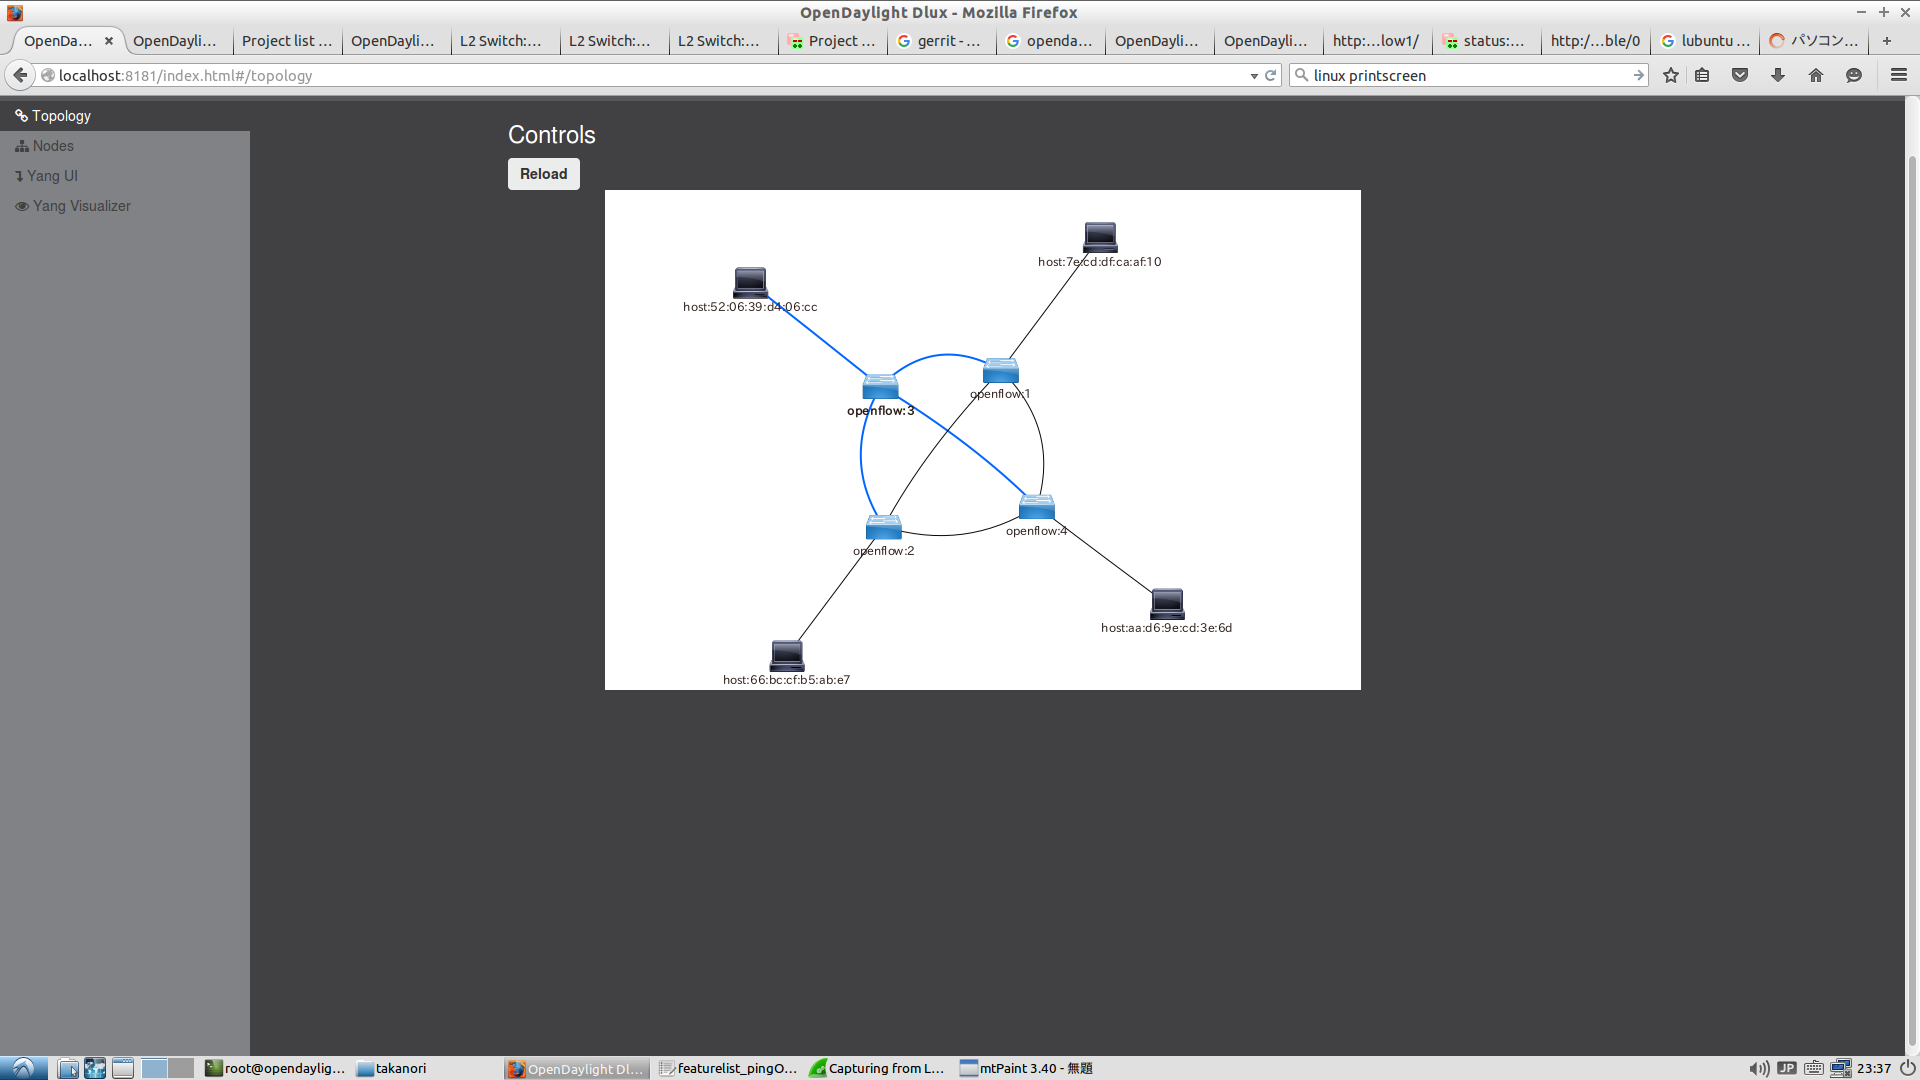 OpenDaylight Dlux - Mozilla Firefox
OpenDa... OpenDayli... Project list ... OpenDayli... L2 Switch:... L2 Switch:... L2 Switch:... Project ... gerrit - ... openda... OpenDayli... OpenDayli... http:...low1/ status:... http:/...ble/0 lubuntu ... パソコン...
localhost:8181/index.html#/topology linux printscreen
Topology
Nodes
Yang UI
Yang Visualizer
Controls
Reload
host:7e:cd:df:ca:af:10
host:52:06:39:d4:06:cc
openflow:1
openflow:3
openflow:4
openflow:2
host:aa:d6:9e:cd:3e:6d
host:66:bc:cf:b5:ab:e7
root@opendaylig... takanori OpenDaylight Dl... featurelist_pingO... Capturing from L... mtPaint 3.40 - 無題 JP 23:37